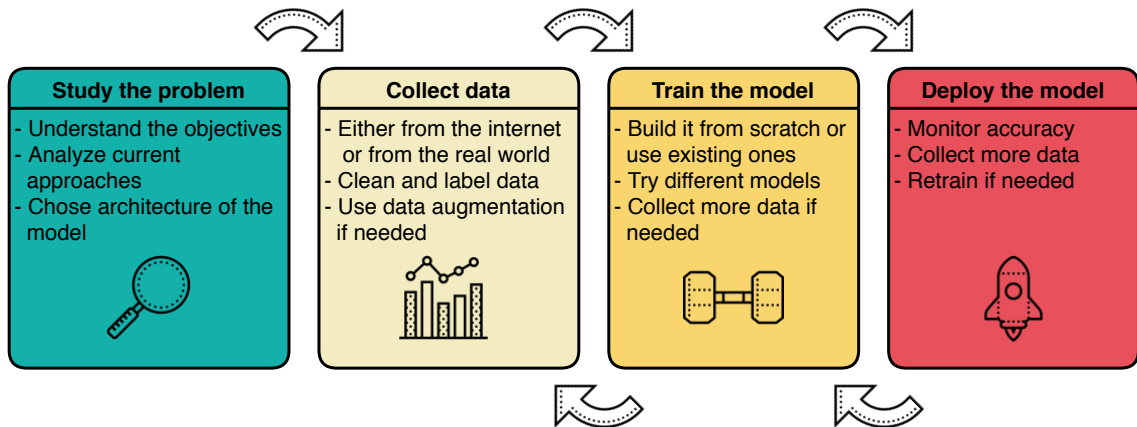 Study the problem
- Understand the objectives
- Analyze current
approaches
- Chose architecture of the
model
Collect data
- Either from the internet
or from the real world
- Clean and label data
- Use data augmentation
if needed
Train the model
- Build it from scratch or
use existing ones
- Try different models
- Collect more data if
needed
Deploy the model
- Monitor accuracy
- Collect more data
- Retrain if needed